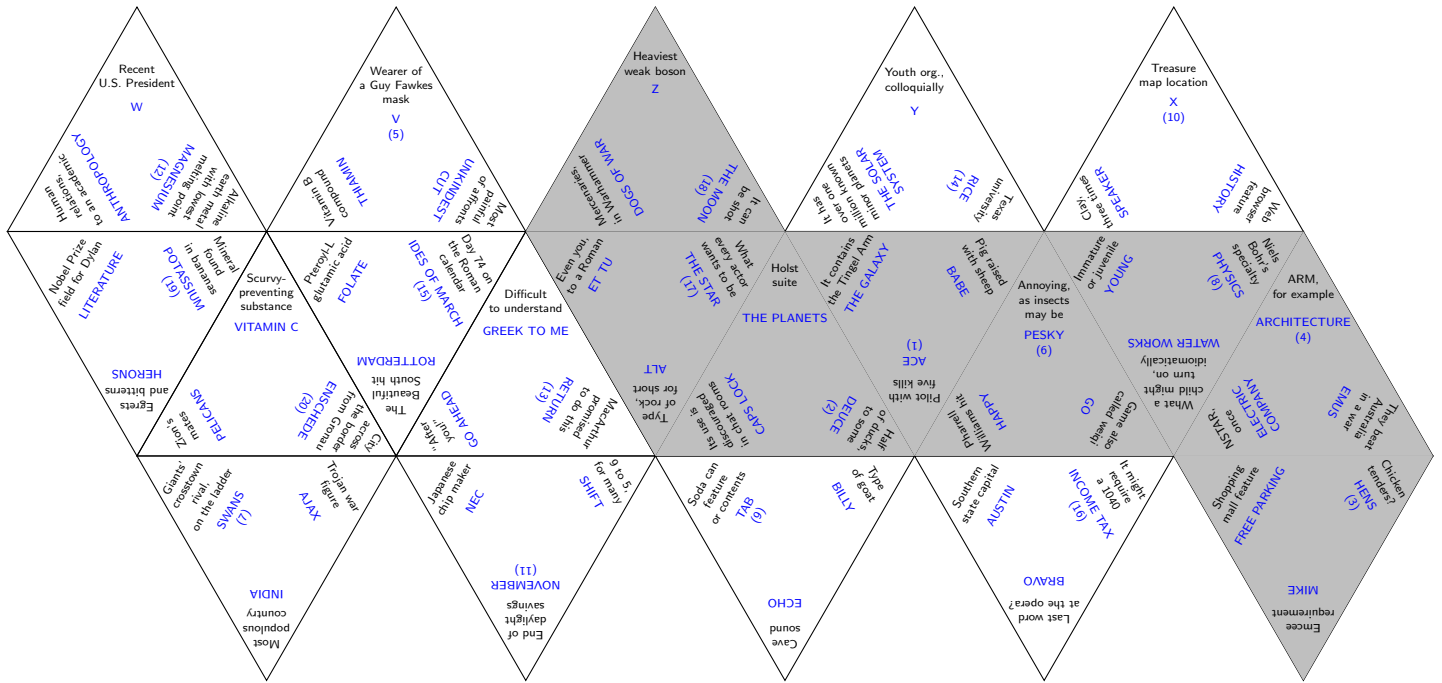 Recent
U.S. President
W
Human
relations,
to an academic
ANTHROPOLOGY
Alkaline
earth metal
with lowest
melting point
MAGNESIUM
(12)
Wearer of
a Guy Fawkes
mask
V
(5)
Vitamin B
compound
THIAMIN
Most
painful
of affronts
UNKINDEST
CUT
Heaviest
weak boson
Z
Mercenaries,
in Warhammer
DOGS OF WAR
It can
be shot
THE MOON
(18)
Youth org.,
colloquially
Y
It has
over one
million known
minor planets
THE SOLAR
SYSTEM
Texas
university
RICE
(14)
Treasure
map location
X
(10)
Clay,
three times
SPEAKER
Web
browser
feature
HISTORY
Nobel Prize
field for Dylan
LITERATURE
Mineral
found
in bananas
POTASSIUM
(19)
Egrets
and bitterns
HERONS
Scurvy-
preventing
substance
VITAMIN C
Zion's
mates
PELICANS
City
across
the border
from Gronau
ENSCHEDE
(20)
Pteroyl-L
glutamic acid
FOLATE
Day 74 on
the Roman
calendar
IDES OF MARCH
(15)
The
Beautiful
South hit
ROTTERDAM
Difficult
to understand
GREEK TO ME
"After
you!"
GO AHEAD
MacArthur
promised
to do this
RETURN
(13)
Even you,
to a Roman
ET TU
What
every actor
wants to be
THE STAR
(17)
Type
of rock,
for short
ALT
Holst
suite
THE PLANETS
Its use is
discouraged
in chat rooms
CAPS LOCK
Half
of ducks,
to some
DEUCE
(2)
It contains
the Tingel Arm
THE GALAXY
Pig raised
with sheep
BABE
Pilot with
five kills
ACE
(1)
Annoying,
as insects
may be
PESKY
(6)
Pharrell
Williams hit
HAPPY
Game also
called weiqi
GO
Immature
or juvenile
YOUNG
Niels
Bohr's
specialty
PHYSICS
(8)
What a
child might
turn on,
idiomatically
WATER WORKS
ARM,
for example
ARCHITECTURE
(4)
NSTAR,
once
ELECTRIC
COMPANY
They beat
Australia
in a war
EMUS
Giants'
crosstown
rival,
on the ladder
SWANS
(7)
Trojan war
figure
AJAX
Most
populous
country
INDIA
Japanese
chip maker
NEC
9 to 5,
for many
SHIFT
End of
daylight
savings
NOVEMBER
(11)
Soda can
feature
or contents
TAB
(9)
Type
of goat
BILLY
Cave
sound
ECHO
Southern
state capital
AUSTIN
It might
require
a 1040
INCOME TAX
(16)
Last word
at the opera?
BRAVO
Shopping
mall feature
FREE PARKING
Chicken
tenders?
HENS
(3)
Emcee
requirement
MIKE